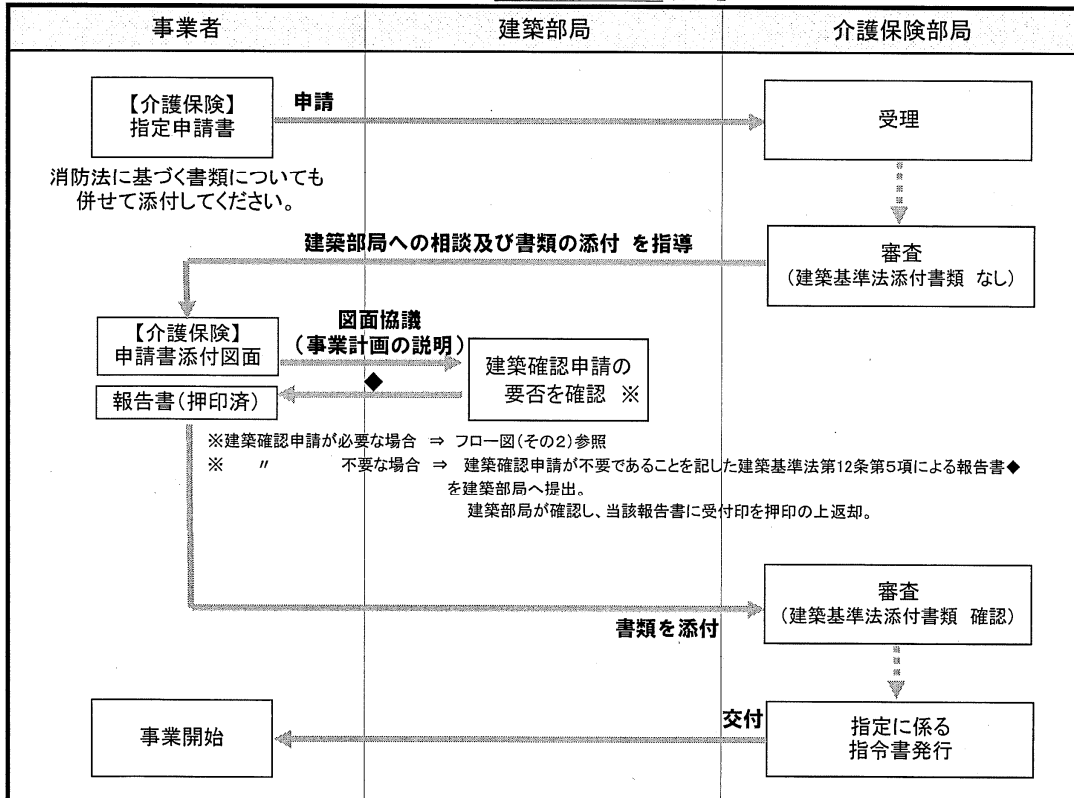 事業者
建築部局
介護保険部局
【介護保険】
指定申請書
申請
受理
消防法に基づく書類についても
併せて添付してください。
建築部局への相談及び書類の添付 を指導
審査
(建築基準法添付書類 なし)
【介護保険】
申請書添付図面
図面協議
(事業計画の説明)
建築確認申請の
要否を確認 ※
◆
報告書(押印済)
※建築確認申請が必要な場合 ⇒ フロー図(その2)参照
※ 〃 不要な場合 ⇒ 建築確認申請が不要であることを記した建築基準法第12条第5項による報告書◆
を建築部局へ提出。
建築部局が確認し、当該報告書に受付印を押印の上返却。
書類を添付
審査
(建築基準法添付書類 確認)
事業開始
交付
指定に係る
指令書発行